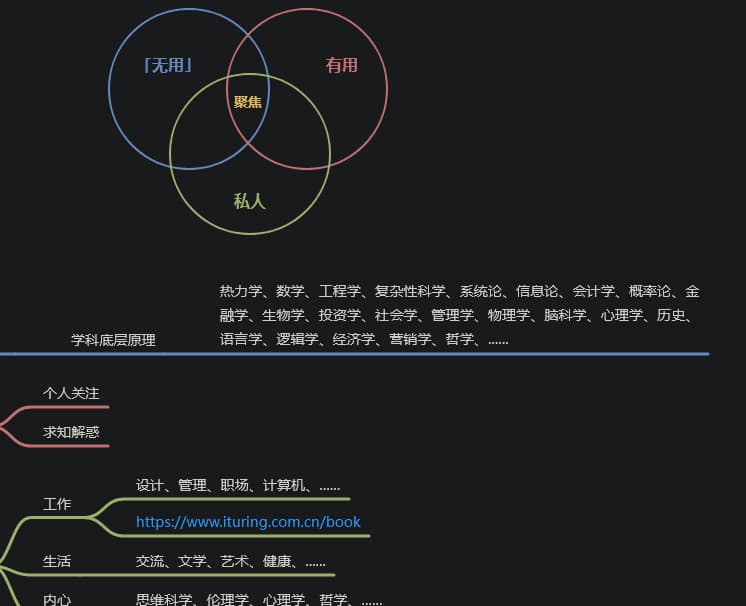 「无用」
有用
聚焦
私人
热力学、数学、工程学、复杂性科学、系统论、信息论、会计学、概率论、金
融学、生物学、投资学、社会学、管理学、物理学、脑科学、心理学、历史、
语言学、逻辑学、经济学、营销学、哲学、……
学科底层原理
个人关注
求知解惑
设计、管理、职场、计算机、……
工作
https://www.ituring.com.cn/book
生活
交流、文学、艺术、健康、……
内心
思维科学、伦理学、心理学、哲学、……